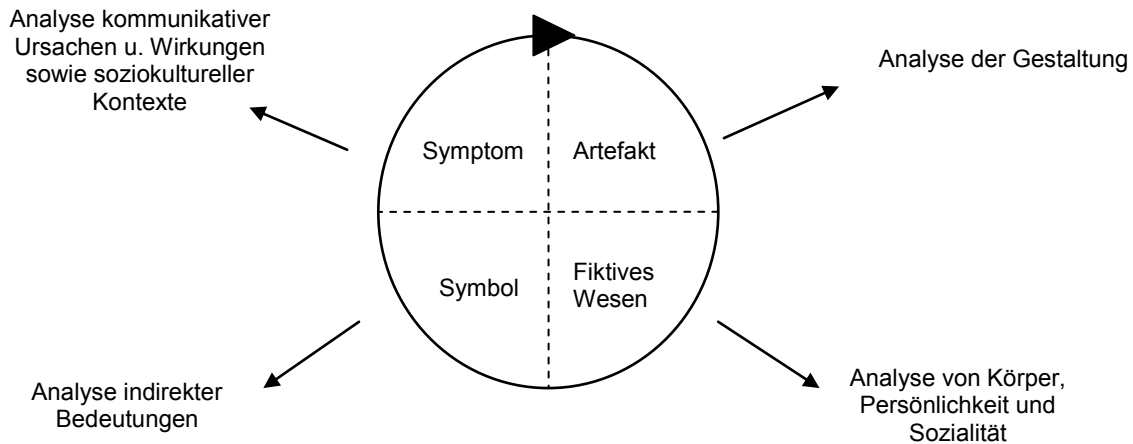 Analyse kommunikativer
Ursachen u. Wirkungen
sowie soziokultureller
Kontexte
Analyse der Gestaltung
Symptom
Artefakt
Symbol
Fiktives
Wesen
Analyse indirekter
Bedeutungen
Analyse von Körper,
Persönlichkeit und
Sozialität